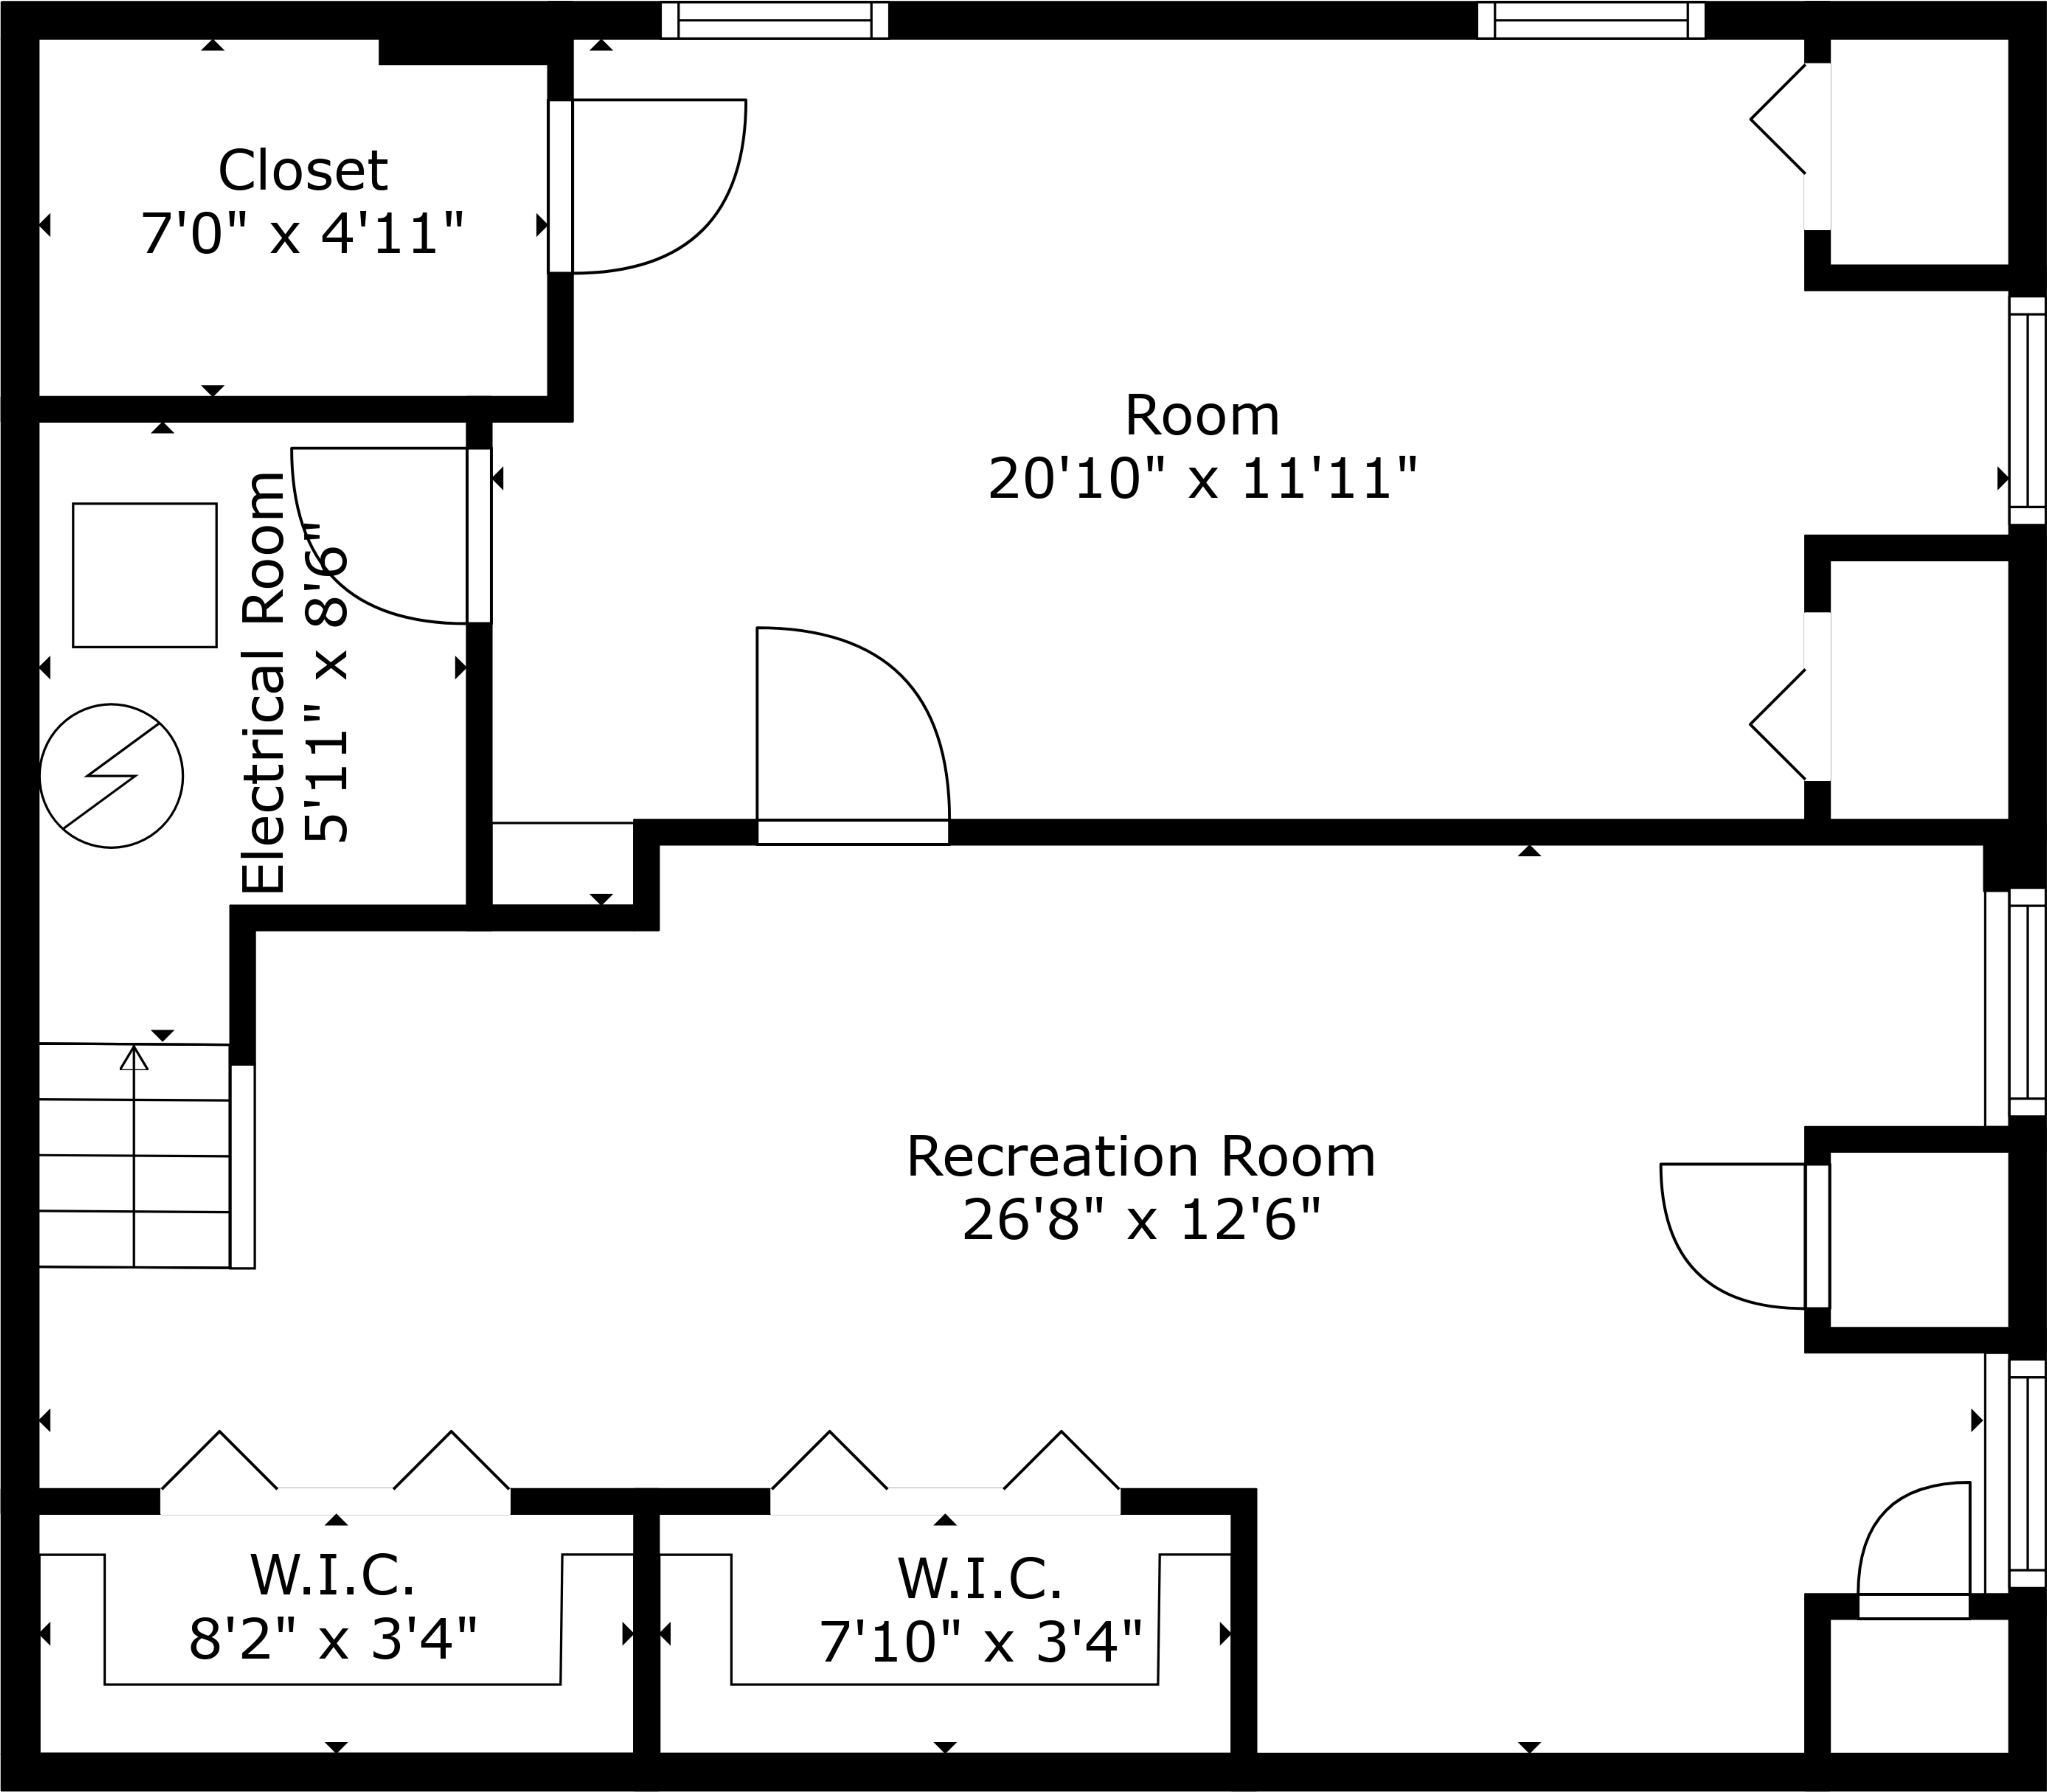 Closet
7'0" x 4'11"
Room
20'10" x 11'11"
Electrical Room
5'11" x 8'6"
Recreation Room
26'8" x 12'6"
W.I.C.
8'2" x 3'4"
W.I.C.
7'10" x 3'4"